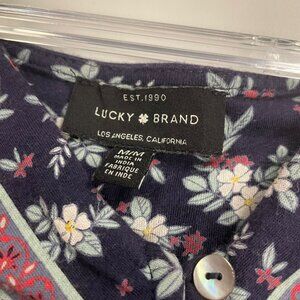 EST. 1990
LUCKY BRAND
LOS ANGELES, CALIFORNIA
M/M
MADE IN
INDIA
FABRIQUE
EN INDE